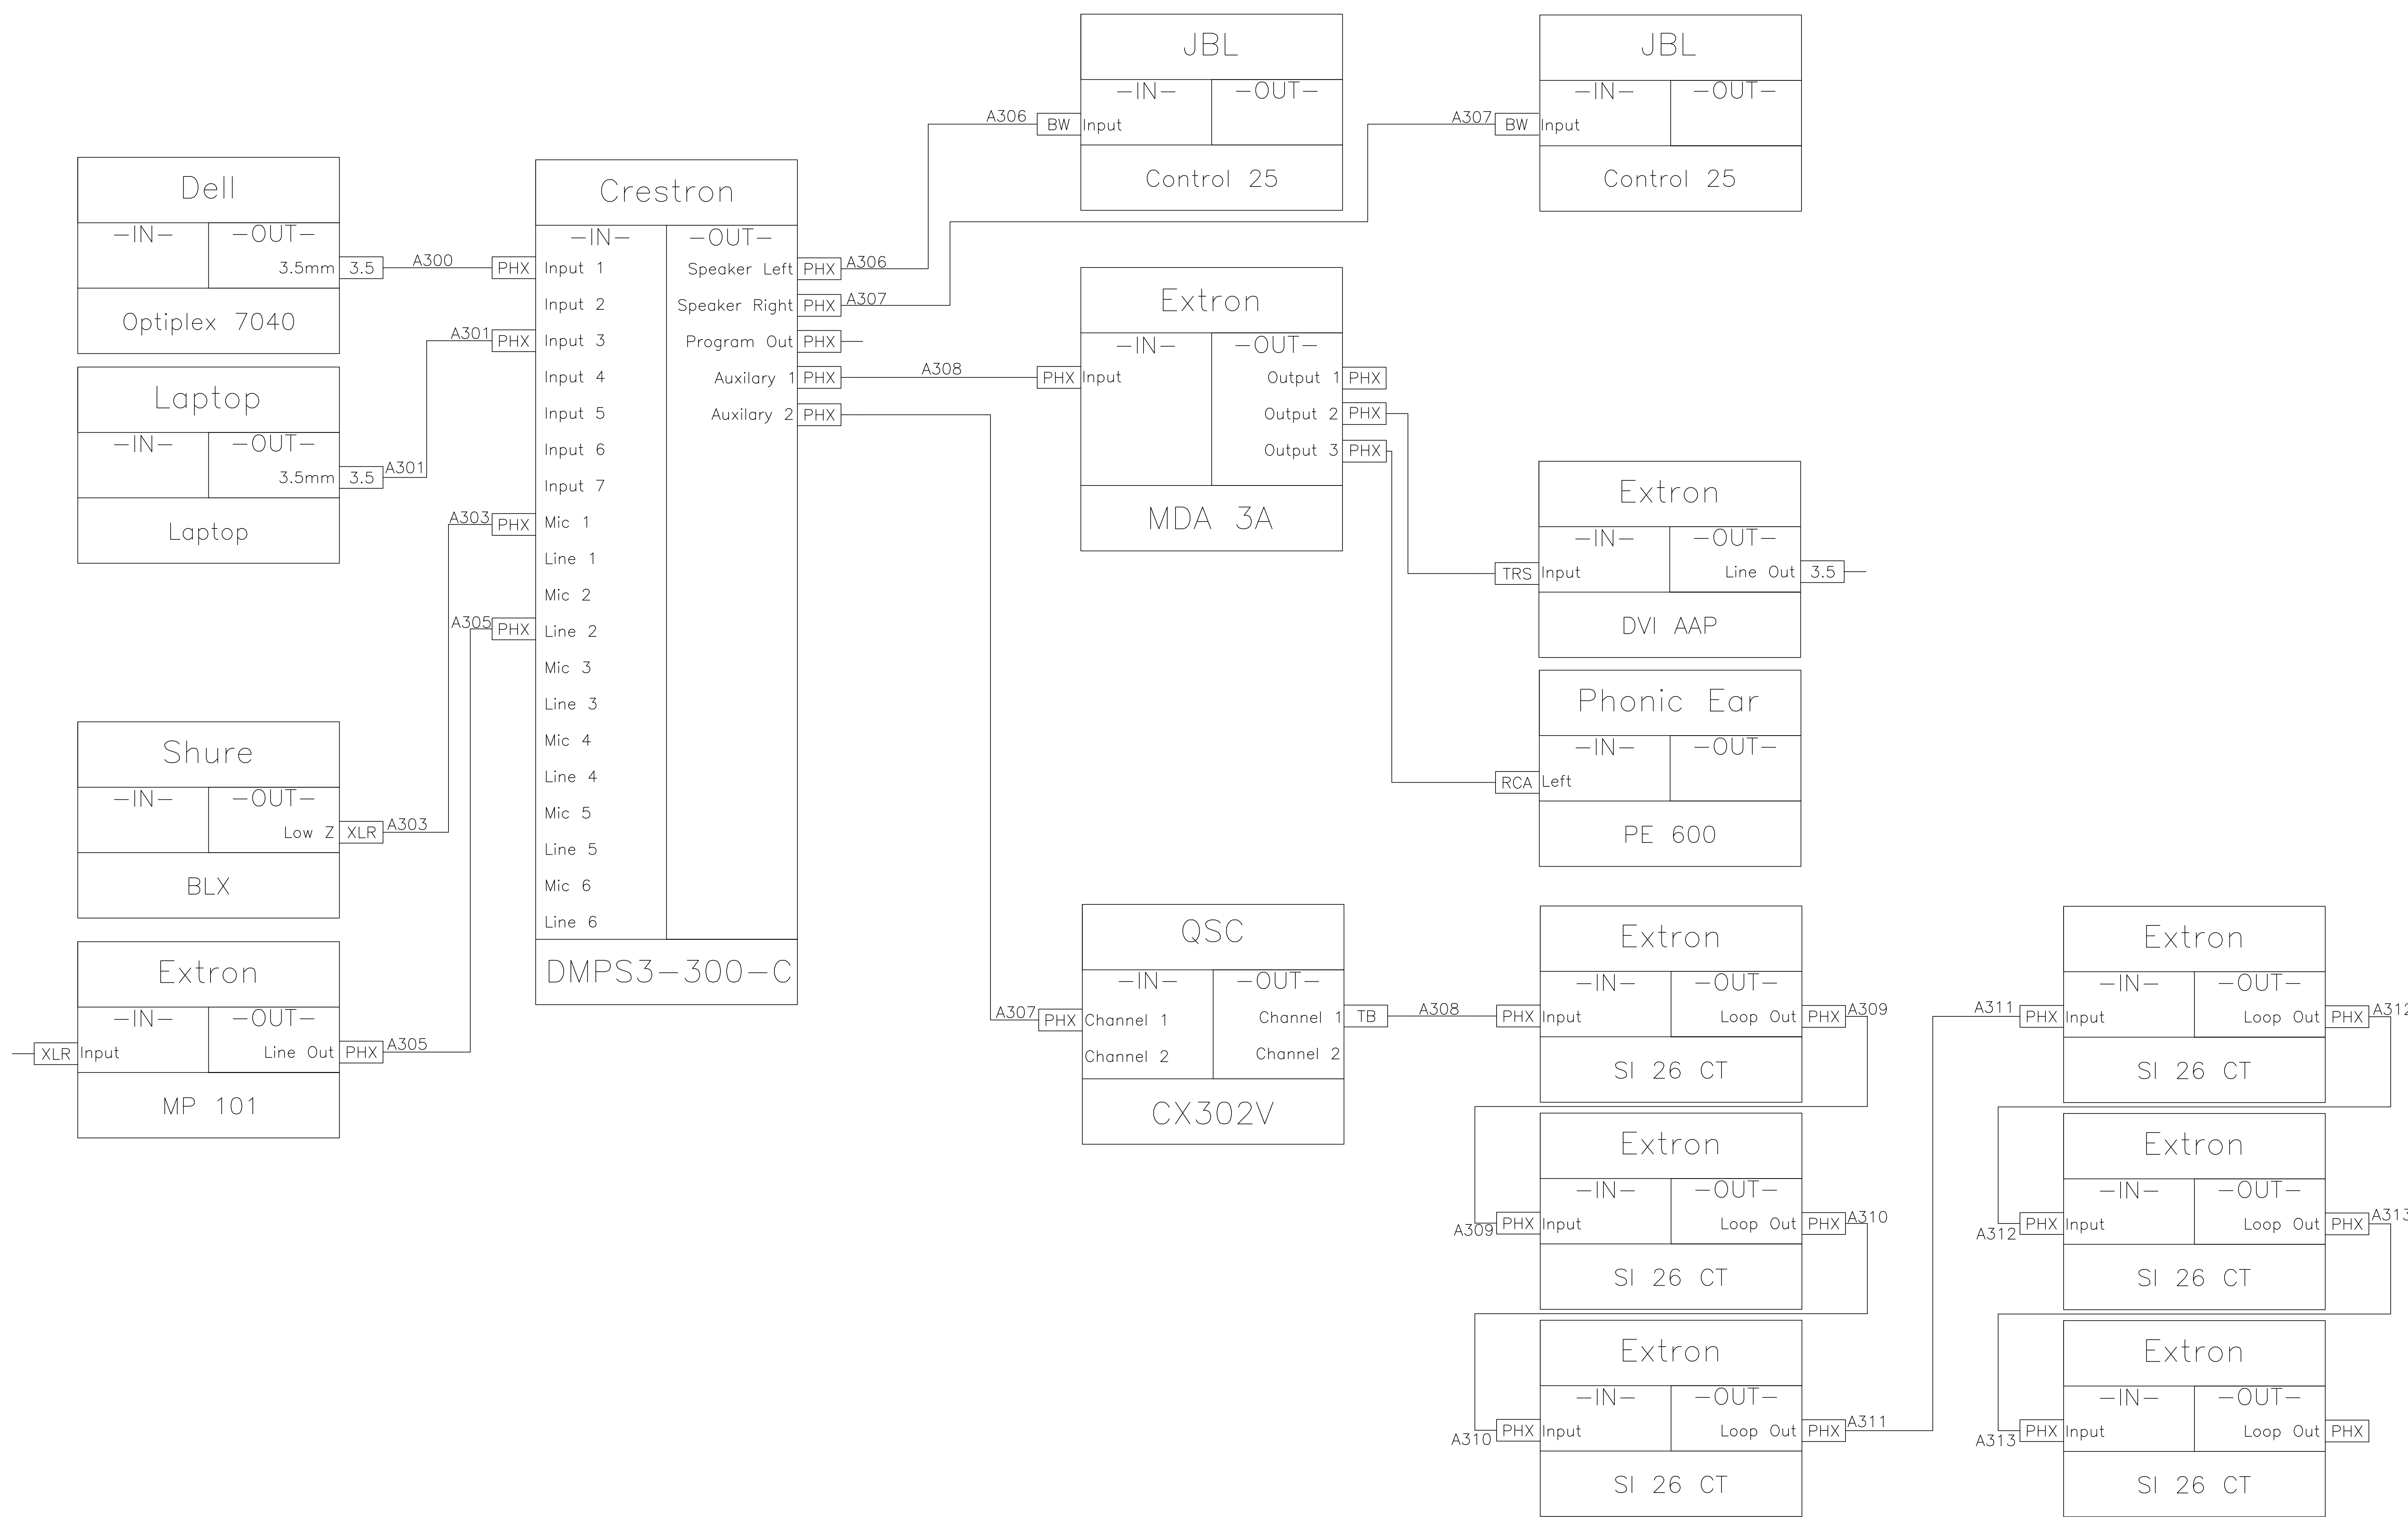 Dell
-IN- -OUT-
3.5mm 3.5 A300
Optiplex 7040
Laptop
-IN- -OUT-
3.5mm 3.5 A301
Laptop
Shure
-IN- -OUT-
Low Z XLR A303
BLX
Extron
-IN- -OUT-
XLR Input Line Out PHX A305
MP 101
Crestron
-IN- -OUT-
PHX Input 1 Speaker Left PHX A306
Input 2 Speaker Right PHX A307
A301 PHX Input 3 Program Out PHX
Input 4 Auxilary 1 PHX A308
Input 5 Auxilary 2 PHX
Input 6
Input 7
A303 PHX Mic 1
Line 1
Mic 2
A305 PHX Line 2
Mic 3
Line 3
Mic 4
Line 4
Mic 5
Line 5
Mic 6
Line 6
DMPS3-300-C
JBL
-IN- -OUT-
A306 BW Input
Control 25
JBL
-IN- -OUT-
A307 BW Input
Control 25
Extron
-IN- -OUT-
PHX Input Output 1 PHX
Output 2 PHX
Output 3 PHX
MDA 3A
Extron
-IN- -OUT-
TRS Input Line Out 3.5
DVI AAP
Phonic Ear
-IN- -OUT-
RCA Left
PE 600
QSC
-IN- -OUT-
A307 PHX Channel 1 Channel 1 TB A308
Channel 2 Channel 2
CX302V
Extron
-IN- -OUT-
PHX Input Loop Out PHX A309
SI 26 CT
Extron
-IN- -OUT-
A309 PHX Input Loop Out PHX A310
SI 26 CT
Extron
-IN- -OUT-
A310 PHX Input Loop Out PHX A311
SI 26 CT
Extron
-IN- -OUT-
A311 PHX Input Loop Out PHX A312
SI 26 CT
Extron
-IN- -OUT-
A312 PHX Input Loop Out PHX A313
SI 26 CT
Extron
-IN- -OUT-
A313 PHX Input Loop Out PHX
SI 26 CT